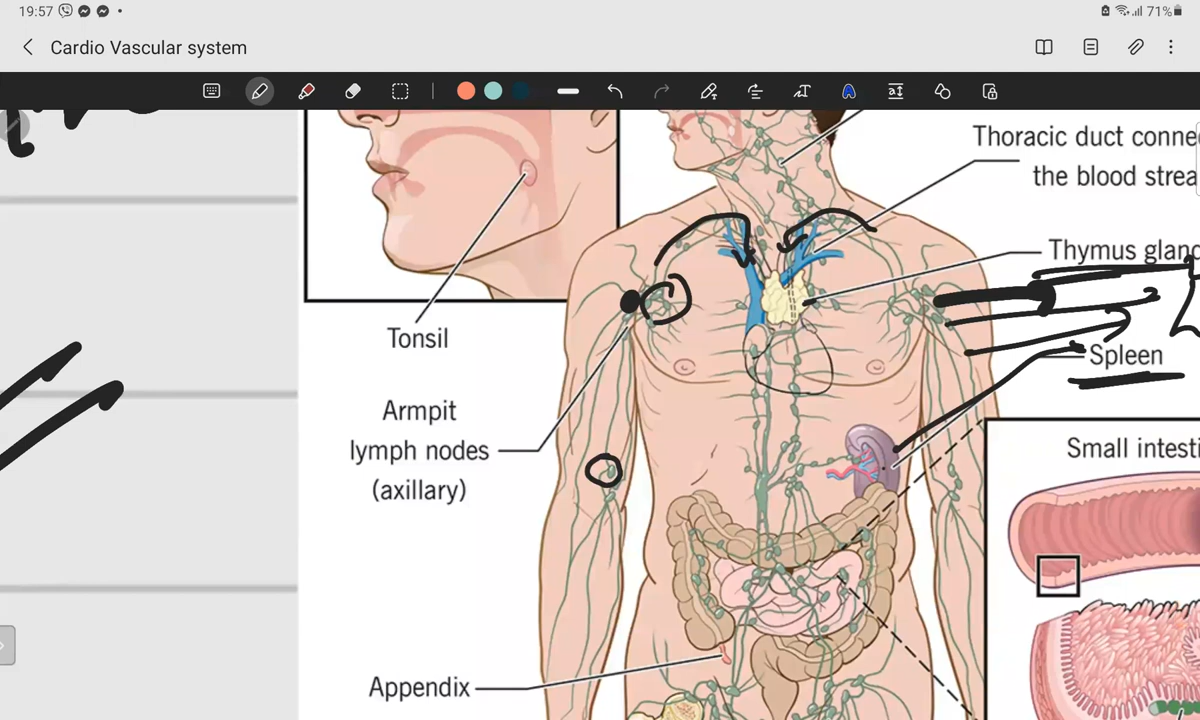 19:57
71%
Cardio Vascular system
Thoracic duct conne
the blood strea
Thymus gland
Tonsil
Spleen
Armpit
lymph nodes
(axillary)
Small intesti
Appendix